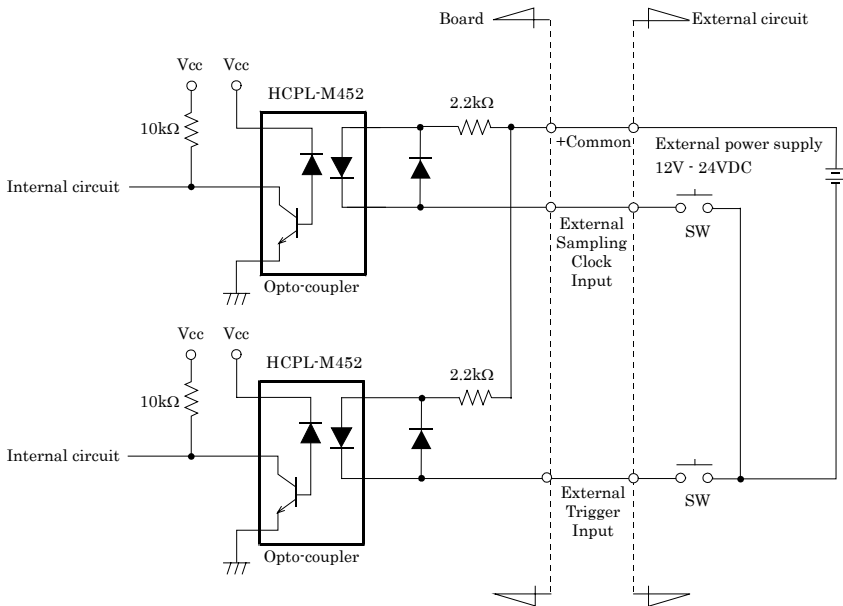 Board
External circuit
Vcc
Vcc
HCPL-M452
2.2kΩ
10kΩ
+Common
External power supply
12V - 24VDC
Internal circuit
SW
External
Sampling
Clock
Input
Opto-coupler
Vcc
Vcc
HCPL-M452
2.2kΩ
10kΩ
Internal circuit
SW
External
Trigger
Input
Opto-coupler